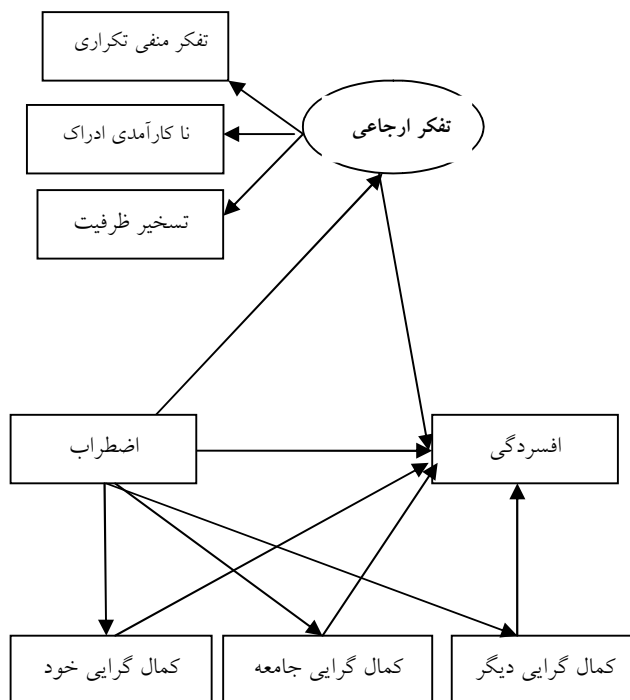 تفکر منفی تکراری
تفکر ارجاعی
نا کارآمدی ادراک
تسخیر ظرفیت
افسردگی
اضطراب
کمال گرایی دیگر
کمال گرایی جامعه
کمال گرایی خود